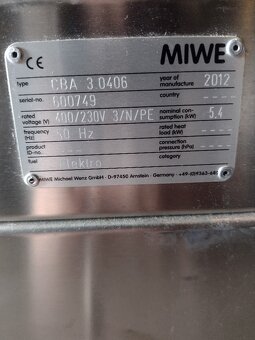 MIWE
CE
type CBA 3.0406 year of manufacture 2012
serial-no. 600749 country ----
rated voltage (V) 400/230V 3/N/PE nominal consumption (kW) 5.4
frequency (Hz) 50 Hz rated heat load (kW) ----
product ID-no. --- connection pressure (hPa) ----
fuel Elektro category
MIWE Michael Wenz GmbH · D-97450 Arnstein · Germany